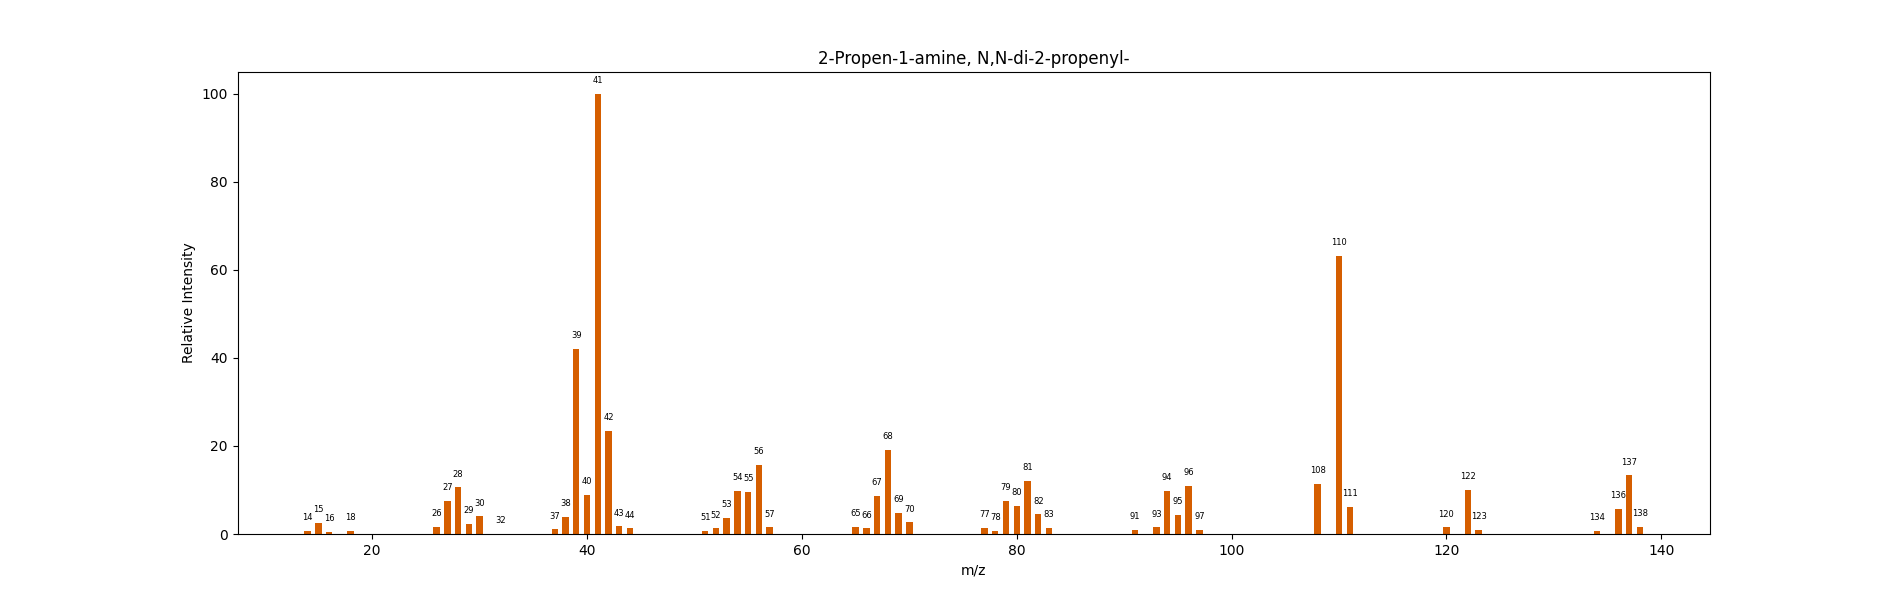 2-Propen-1-amine, N,N-di-2-propenyl-
Relative Intensity
100
80
60
40
20
0
14 15 16 18 26 27 28 29 30 32 37 38 39 40 41 42 43 44 51 52 53 54 55 56 57 65 66 67 68 69 70 77 78 79 80 81 82 83 91 93 94 95 96 97 108 110 111 120 122 123 134 136 137 138
20 40 60 80 100 120 140
m/z